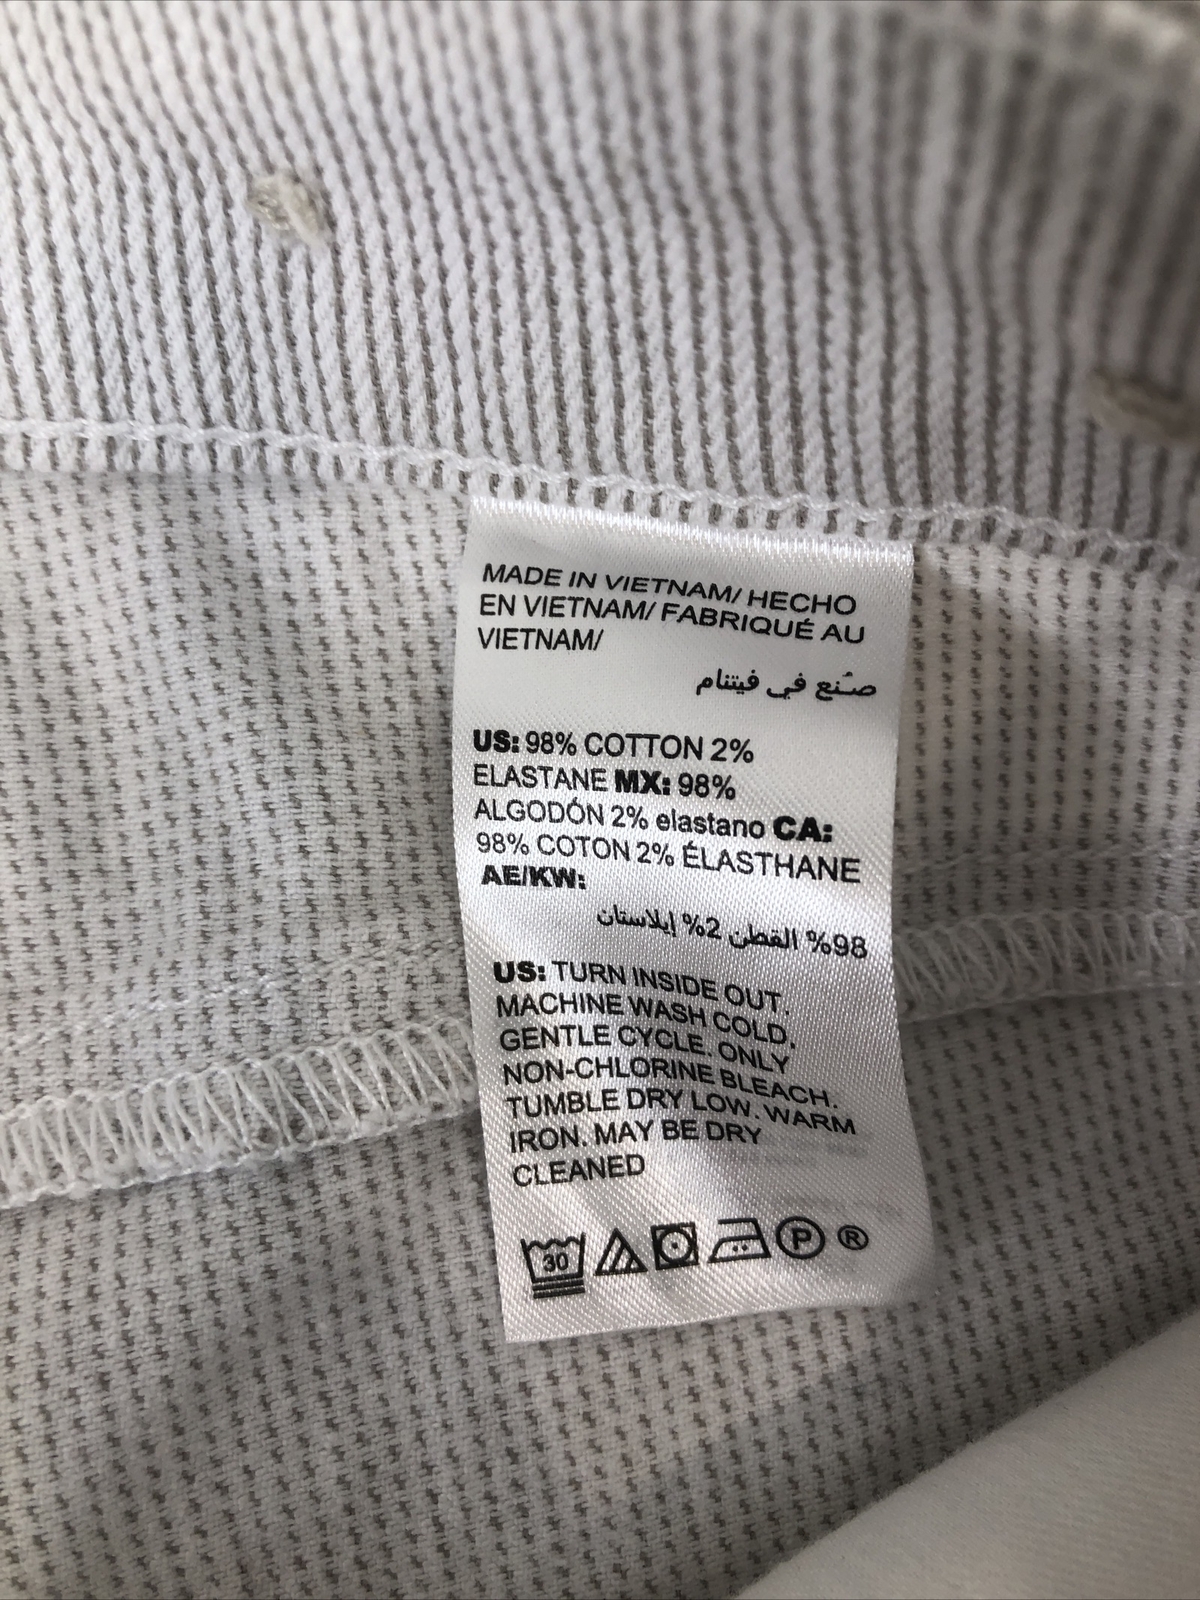 MADE IN VIETNAM/ HECHO
EN VIETNAM/ FABRIQUÉ AU
VIETNAM/
صُنع في فيتنام
US: 98% COTTON 2%
ELASTANE MX: 98%
ALGODÓN 2% elastano CA:
98% COTON 2% ÉLASTHANE
AE/KW:
98% القطن 2% إيلاستان
US: TURN INSIDE OUT.
MACHINE WASH COLD.
GENTLE CYCLE. ONLY
NON-CHLORINE BLEACH.
TUMBLE DRY LOW. WARM
IRON. MAY BE DRY
CLEANED
30 P ®